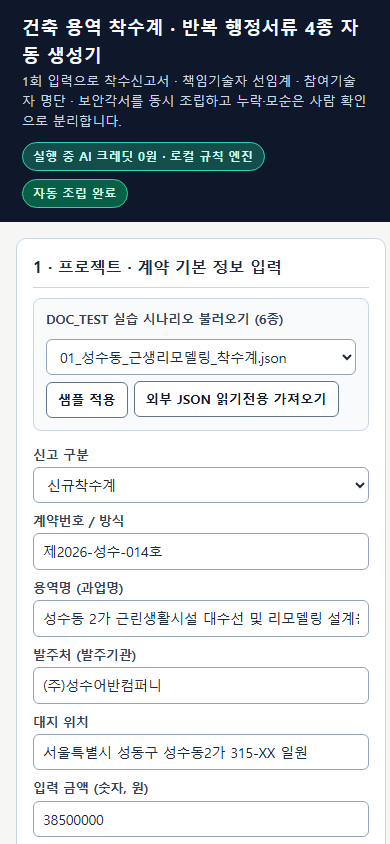 건축 용역 착수계 · 반복 행정서류 4종 자
동 생성기
1회 입력으로 착수신고서 · 책임기술자 선임계 · 참여기술
자 명단 · 보안각서를 동시 조립하고 누락·모순은 사람 확인
으로 분리합니다.
실행 중 AI 크레딧 0원 · 로컬 규칙 엔진
자동 조립 완료
1 · 프로젝트 · 계약 기본 정보 입력
DOC_TEST 실습 시나리오 불러오기 (6종)
01_성수동_근생리모델링_착수계.json
샘플 적용
외부 JSON 읽기전용 가져오기
신고 구분
신규착수계
계약번호 / 방식
제2026-성수-014호
용역명 (과업명)
성수동 2가 근린생활시설 대수선 및 리모델링 설계
발주처 (발주기관)
(주)성수어반컴퍼니
대지 위치
서울특별시 성동구 성수동2가 315-XX 일원
입력 금액 (숫자, 원)
38500000